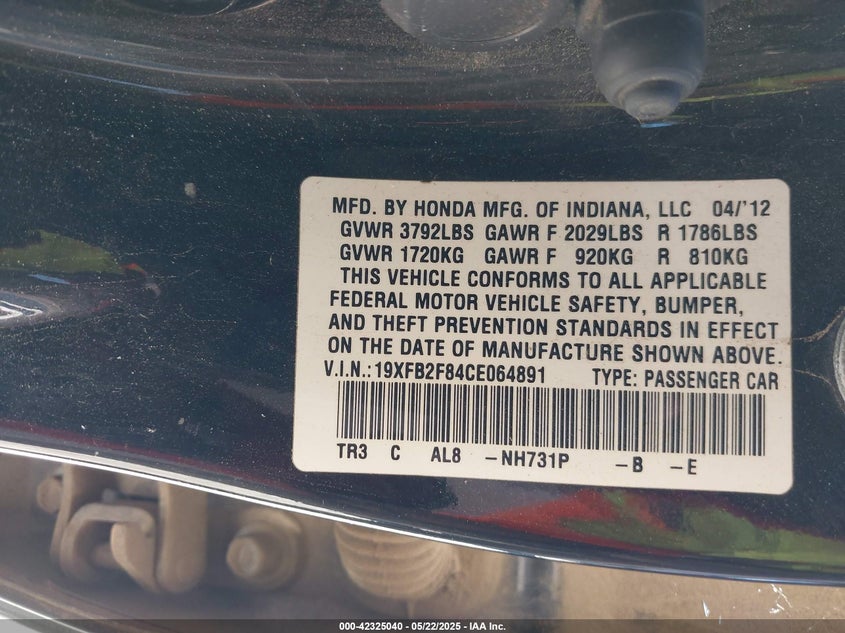 MFD. BY HONDA MFG. OF INDIANA, LLC 04/'12
GVWR 3792LBS GAWR F 2029LBS R 1786LBS
GVWR 1720KG GAWR F 920KG R 810KG
THIS VEHICLE CONFORMS TO ALL APPLICABLE
FEDERAL MOTOR VEHICLE SAFETY, BUMPER,
AND THEFT PREVENTION STANDARDS IN EFFECT
ON THE DATE OF MANUFACTURE SHOWN ABOVE.
V.I.N.:19XFB2F84CE064891 TYPE: PASSENGER CAR
TR3 C AL8 -NH731P -B -E
000-42325040 - 05/22/2025 - IAA Inc.